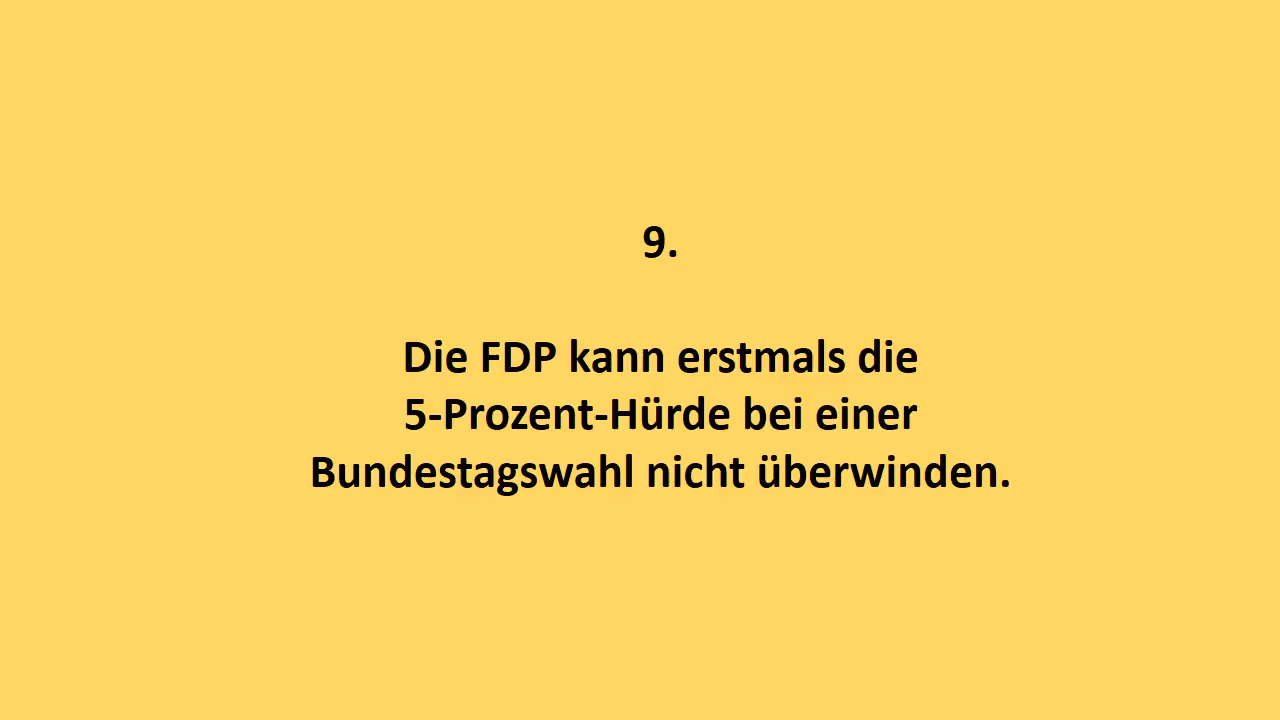 9.
Die FDP kann erstmals die
5-Prozent-Hürde bei einer
Bundestagswahl nicht überwinden.